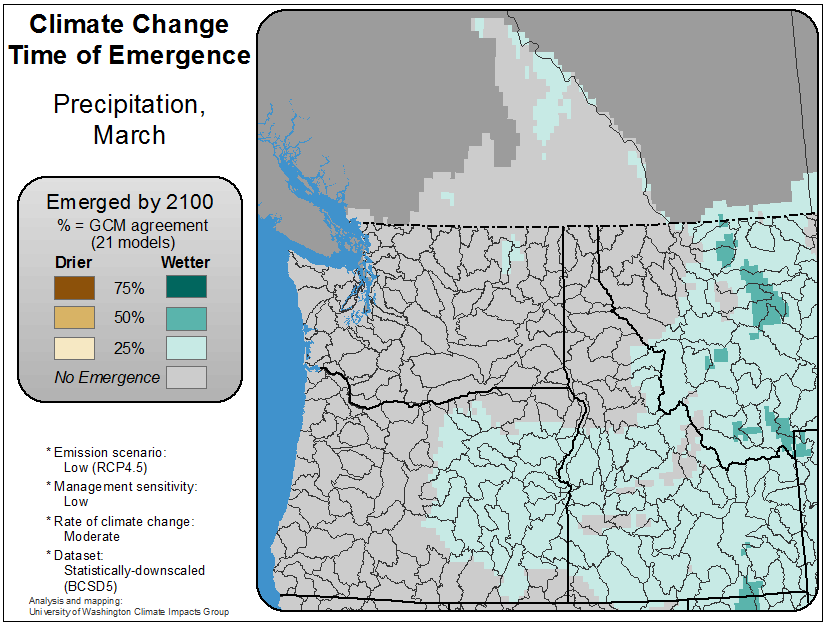 Climate Change
Time of Emergence
Precipitation,
March
Emerged by 2100
% = GCM agreement
(21 models)
Drier Wetter
75%
50%
25%
No Emergence
* Emission scenario:
Low (RCP4.5)
* Management sensitivity:
Low
* Rate of climate change:
Moderate
* Dataset:
Statistically-downscaled
(BCSD5)
Analysis and mapping:
University of Washington Climate Impacts Group